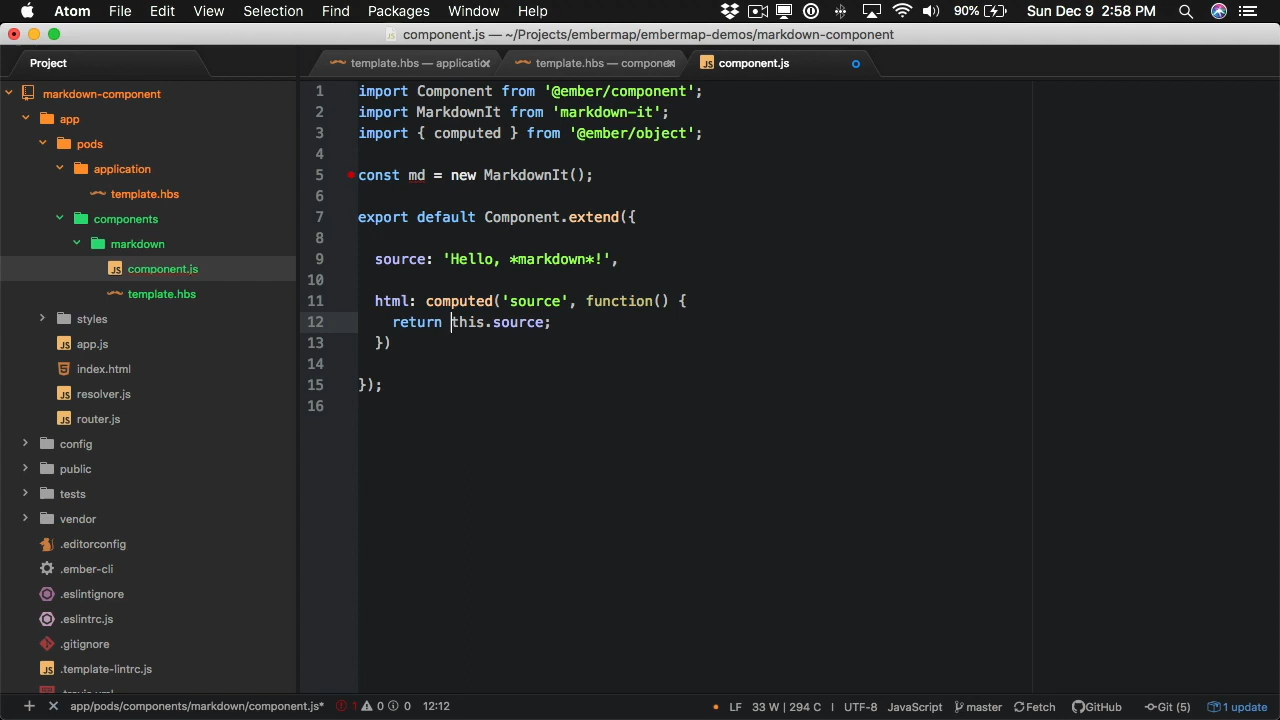 Atom File Edit View Selection Find Packages Window Help 90% Sun Dec 9 2:58 PM
component.js — ~/Projects/embermap/embermap-demos/markdown-component
Project
template.hbs — applicatio
template.hbs — compone
component.js
markdown-component
app
pods
application
template.hbs
components
markdown
component.js
template.hbs
styles
app.js
index.html
resolver.js
router.js
config
public
tests
vendor
.editorconfig
.ember-cli
.eslintignore
.eslintrc.js
.gitignore
.template-lintrc.js
1 import Component from '@ember/component';
2 import MarkdownIt from 'markdown-it';
3 import { computed } from '@ember/object';
4
5 const md = new MarkdownIt();
6
7 export default Component.extend({
8
9 source: 'Hello, *markdown*!',
10
11 html: computed('source', function() {
12 return this.source;
13 })
14
15 });
16
+ × app/pods/components/markdown/component.js* 1 0 0 12:12 LF 33 W | 294 C UTF-8 JavaScript master Fetch GitHub Git (5) 1 update